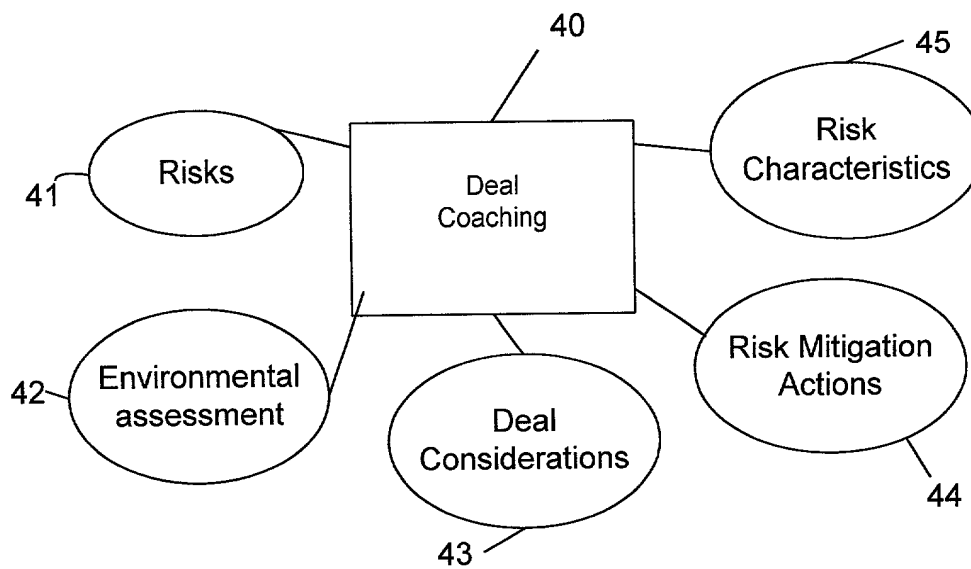 40
45
Risks
41
Deal
Coaching
Risk
Characteristics
Environmental
assessment
42
Deal
Considerations
43
Risk Mitigation
Actions
44